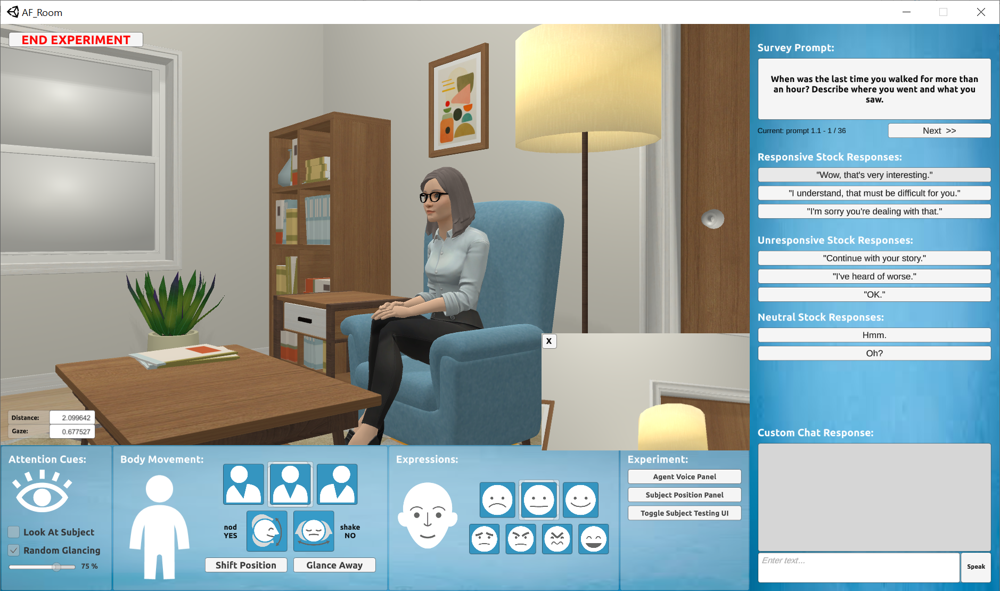 AF_Room
END EXPERIMENT
Distance: 2.099642
Gaze: 0.677527
X
Survey Prompt:
When was the last time you walked for more than
an hour? Describe where you went and what you
saw.
Current: prompt 1.1 - 1 / 36
Next >>
Responsive Stock Responses:
"Wow, that's very interesting."
"I understand, that must be difficult for you."
"I'm sorry you're dealing with that."
Unresponsive Stock Responses:
"Continue with your story."
"I've heard of worse."
"OK."
Neutral Stock Responses:
Hmm.
Oh?
Custom Chat Response:
Enter text...
Speak
Attention Cues:
Look At Subject
Random Glancing
75 %
Body Movement:
nod
YES
shake
NO
Shift Position
Glance Away
Expressions:
Experiment:
Agent Voice Panel
Subject Position Panel
Toggle Subject Testing UI